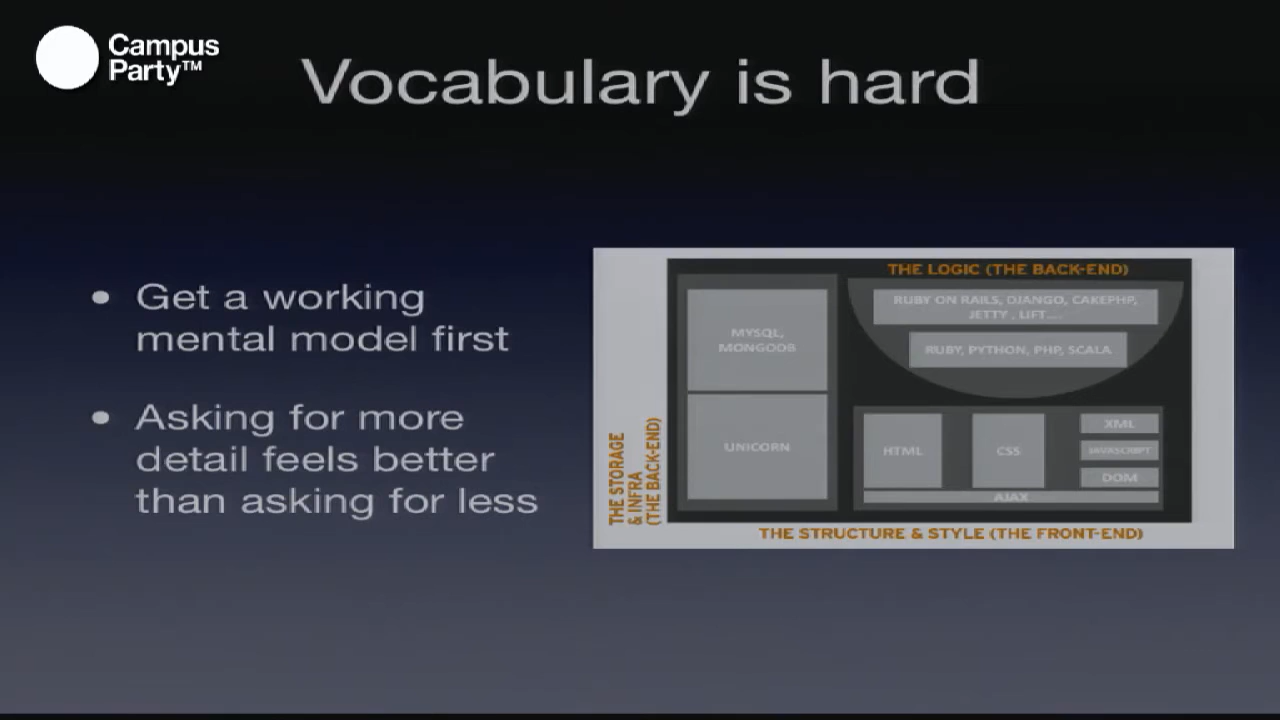 Campus
Party™
Vocabulary is hard
• Get a working
mental model first
• Asking for more
detail feels better
than asking for less
THE LOGIC (THE BACK-END)
RUBY ON RAILS, DJANGO, CAKEPHP,
JETTY , LIFT....
RUBY, PYTHON, PHP, SCALA
MYSQL,
MONGODB
UNICORN
THE STORAGE
& INFRA
(THE BACK-END)
HTML
CSS
XML
JAVASCRIPT
DOM
AJAX
THE STRUCTURE & STYLE (THE FRONT-END)